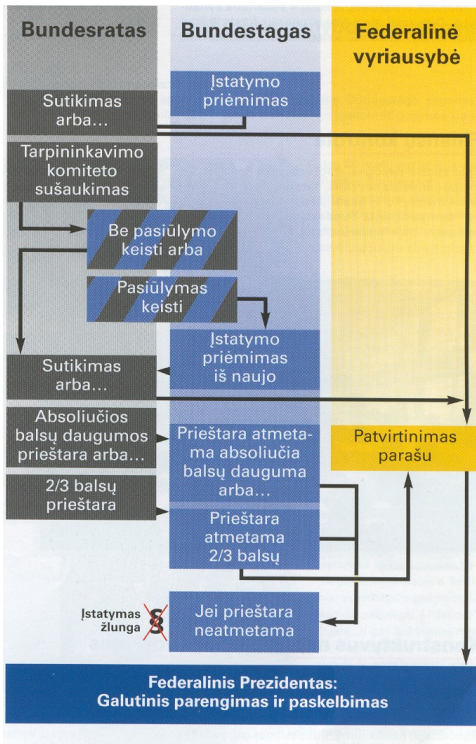 Bundesratas
Bundestagas
Federalinė
vyriausybė
Įstatymo
priėmimas
Sutikimas
arba…
Tarpininkavimo
komiteto
sušaukimas
Be pasiūlymo
keisti arba
Pasiūlymas
keisti
Įstatymo
priėmimas
iš naujo
Sutikimas
arba…
Absoliučios
balsų daugumos
prieštara arba…
Prieštara atmeta-
ma absoliučia
balsų dauguma
arba…
Patvirtinimas
parašu
2/3 balsų
prieštara
Prieštara
atmetama
2/3 balsų
Įstatymas
žlunga
§
Jei prieštara
neatmetama
Federalinis Prezidentas:
Galutinis parengimas ir paskelbimas